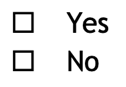 ☐ Yes
☐ No